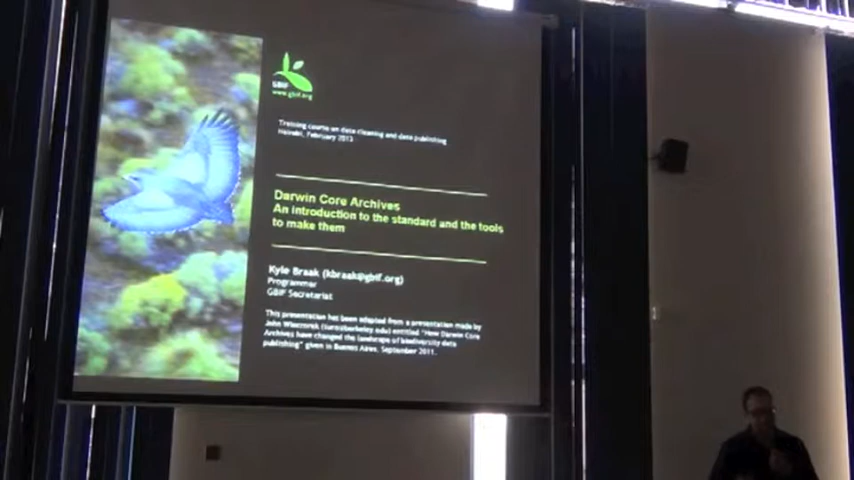 GBIF
www.gbif.org
Training course on data cleaning and data publishing
Nairobi, February 2013
Darwin Core Archives
An introduction to the standard and the tools
to make them
Kyle Braak (kbraak@gbif.org)
Programmer
GBIF Secretariat
This presentation has been adapted from a presentation made by
John Wieczorek (tuco@berkeley.edu) entitled "How Darwin Core
Archives have changed the landscape of biodiversity data
publishing" given in Buenos Aires, September 2011.